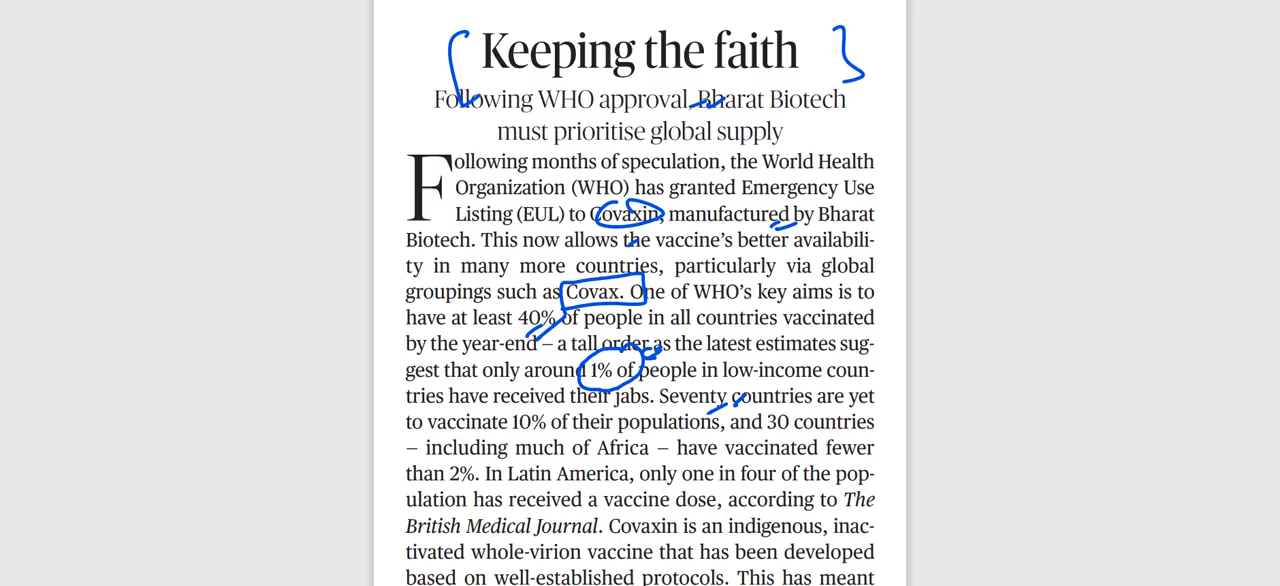 Keeping the faith
Following WHO approval, Bharat Biotech
must prioritise global supply
Following months of speculation, the World Health
Organization (WHO) has granted Emergency Use
Listing (EUL) to Covaxin, manufactured by Bharat
Biotech. This now allows the vaccine’s better availabili-
ty in many more countries, particularly via global
groupings such as Covax. One of WHO’s key aims is to
have at least 40% of people in all countries vaccinated
by the year-end – a tall order as the latest estimates sug-
gest that only around 1% of people in low-income coun-
tries have received their jabs. Seventy countries are yet
to vaccinate 10% of their populations, and 30 countries
– including much of Africa – have vaccinated fewer
than 2%. In Latin America, only one in four of the pop-
ulation has received a vaccine dose, according to The
British Medical Journal. Covaxin is an indigenous, inac-
tivated whole-virion vaccine that has been developed
based on well-established protocols. This has meant